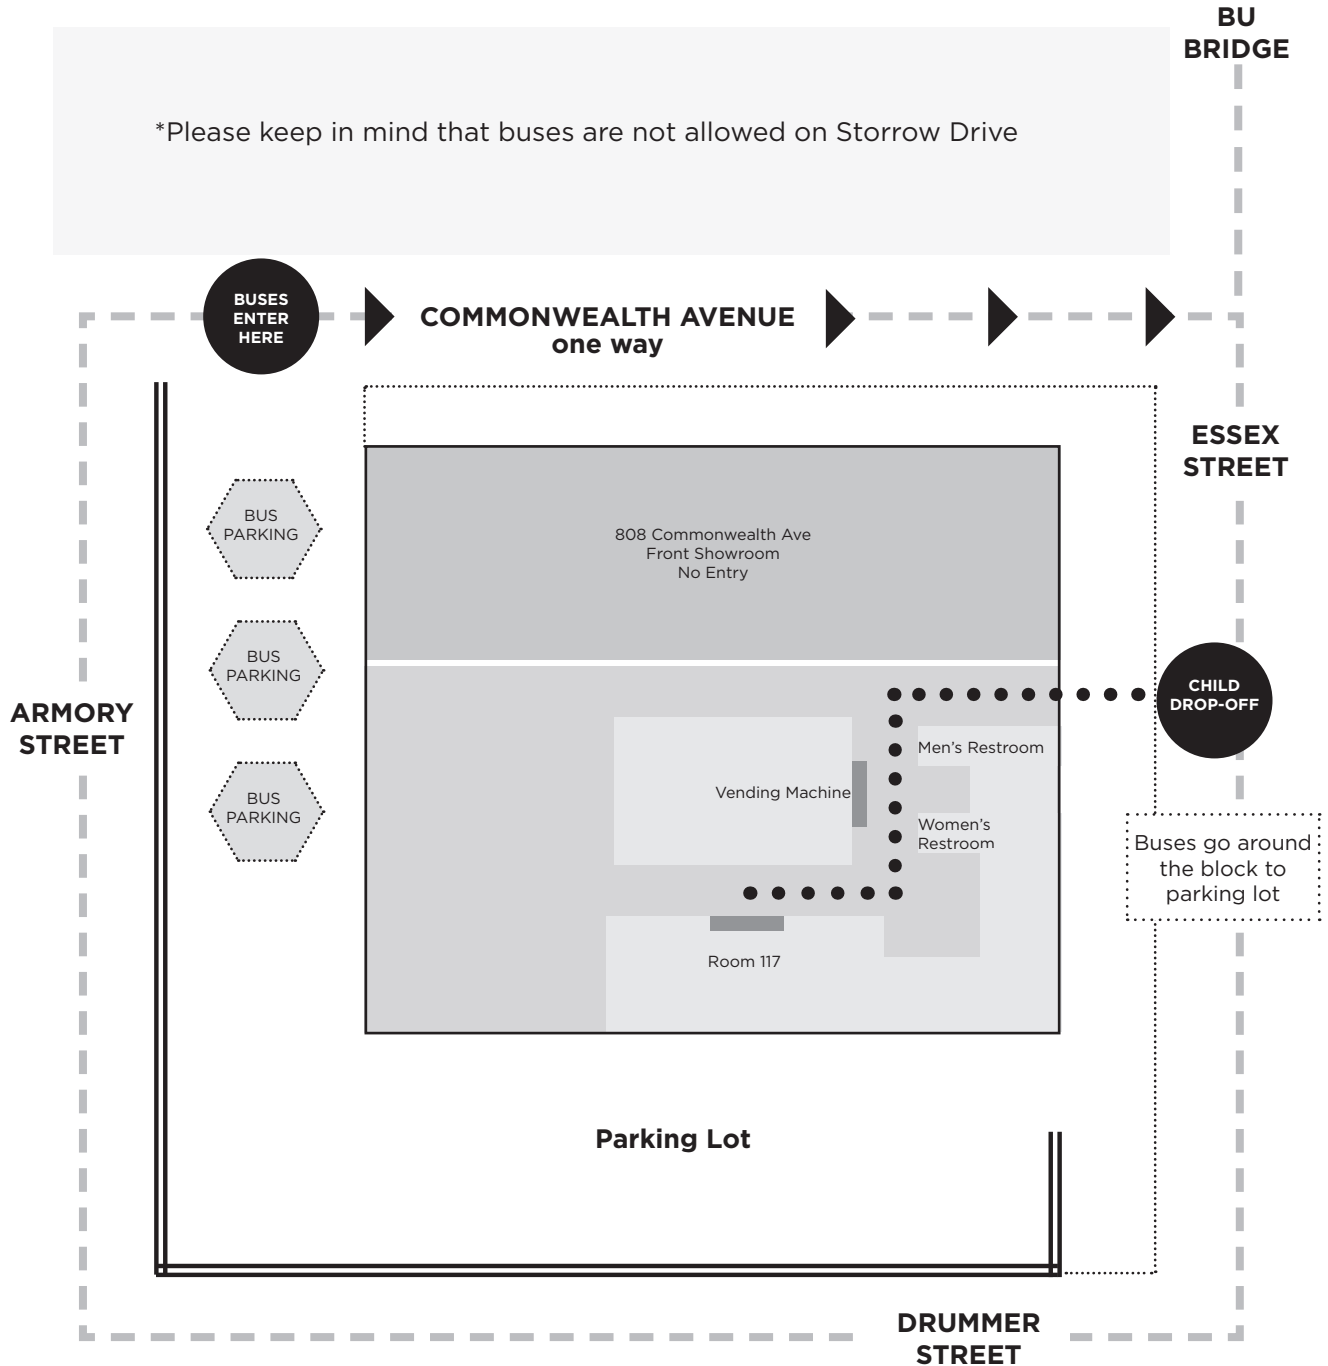 BU
BRIDGE
*Please keep in mind that buses are not allowed on Storrow Drive
BUSES
ENTER
HERE
COMMONWEALTH AVENUE
one way
ESSEX
STREET
BUS
PARKING
808 Commonwealth Ave
Front Showroom
No Entry
BUS
PARKING
CHILD
DROP-OFF
ARMORY
STREET
Men's Restroom
BUS
PARKING
Vending Machine
Women's
Restroom
Buses go around
the block to
parking lot
Room 117
Parking Lot
DRUMMER
STREET